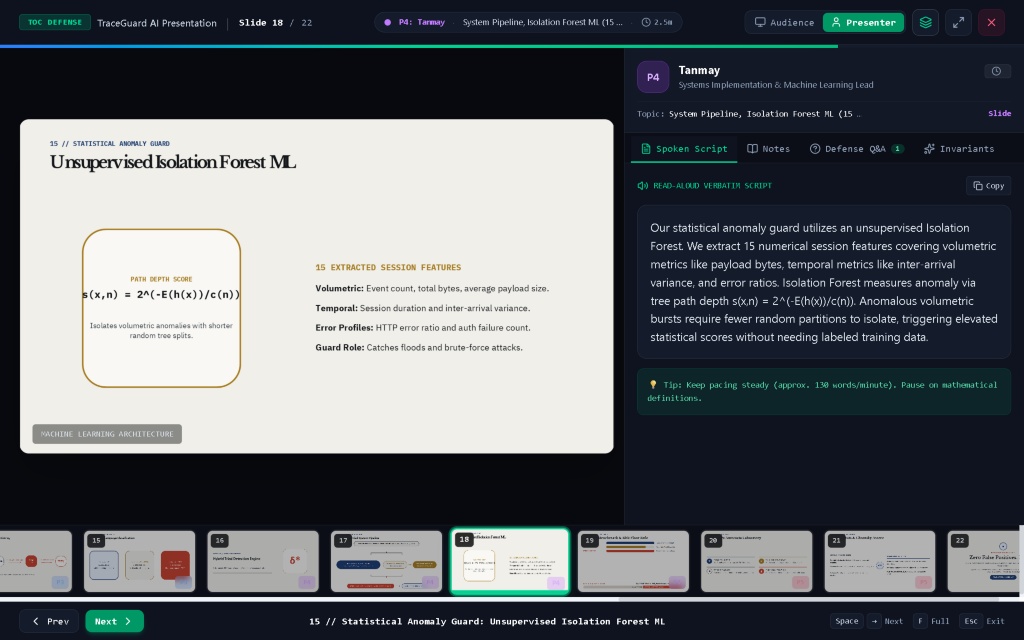 TOC DEFENSE
TraceGuard AI Presentation
Slide 18 / 22
P4: Tanmay · System Pipeline, Isolation Forest ML (15 … · 2.5m
Audience
Presenter
15 // STATISTICAL ANOMALY GUARD
Unsupervised Isolation Forest ML
PATH DEPTH SCORE
s(x,n) = 2^(-E(h(x))/c(n))
Isolates volumetric anomalies with shorter
random tree splits.
15 EXTRACTED SESSION FEATURES
Volumetric: Event count, total bytes, average payload size.
Temporal: Session duration and inter-arrival variance.
Error Profiles: HTTP error ratio and auth failure count.
Guard Role: Catches floods and brute-force attacks.
MACHINE LEARNING ARCHITECTURE
P4
Tanmay
Systems Implementation & Machine Learning Lead
Topic: System Pipeline, Isolation Forest ML (15 …
Slide
Spoken Script
Notes
Defense Q&A 1
Invariants
READ-ALOUD VERBATIM SCRIPT
Copy
Our statistical anomaly guard utilizes an unsupervised Isolation
Forest. We extract 15 numerical session features covering volumetric
metrics like payload bytes, temporal metrics like inter-arrival
variance, and error ratios. Isolation Forest measures anomaly via
tree path depth s(x,n) = 2^(-E(h(x))/c(n)). Anomalous volumetric
bursts require fewer random partitions to isolate, triggering elevated
statistical scores without needing labeled training data.
Tip: Keep pacing steady (approx. 130 words/minute). Pause on mathematical
definitions.
15
16
17
18
19
20
21
22
Zero False Positives
Prev
Next
15 // Statistical Anomaly Guard: Unsupervised Isolation Forest ML
Space → Next F Full Esc Exit